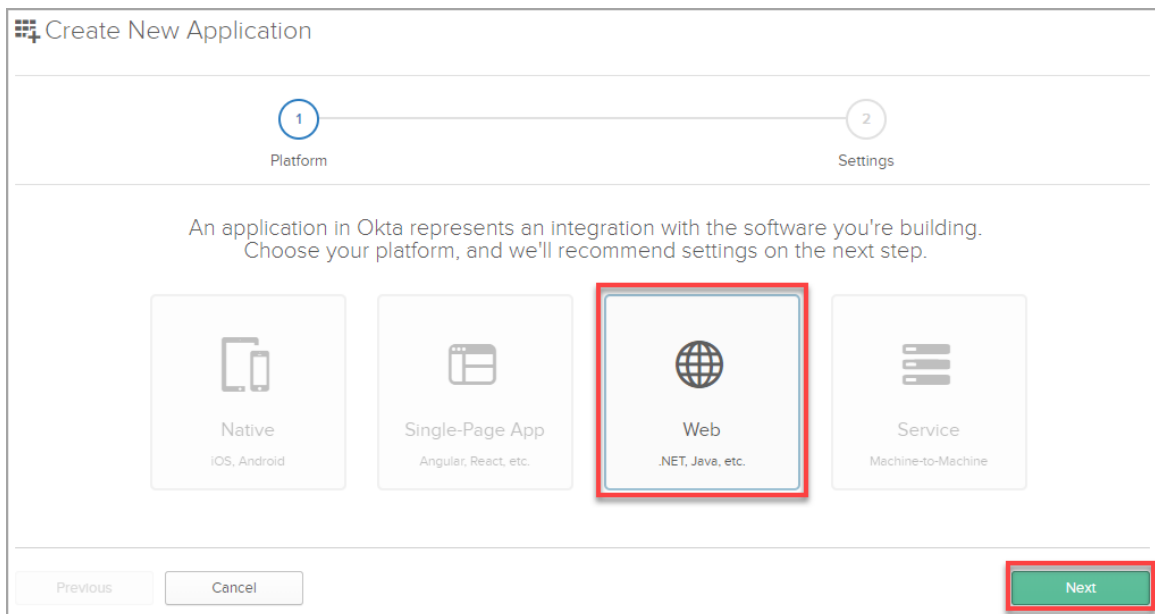 Create New Application
1
2
Platform
Settings
An application in Okta represents an integration with the software you're building.
Choose your platform, and we'll recommend settings on the next step.
Native
iOS, Android
Single-Page App
Angular, React, etc.
Web
.NET, Java, etc.
Service
Machine-to-Machine
Previous
Cancel
Next